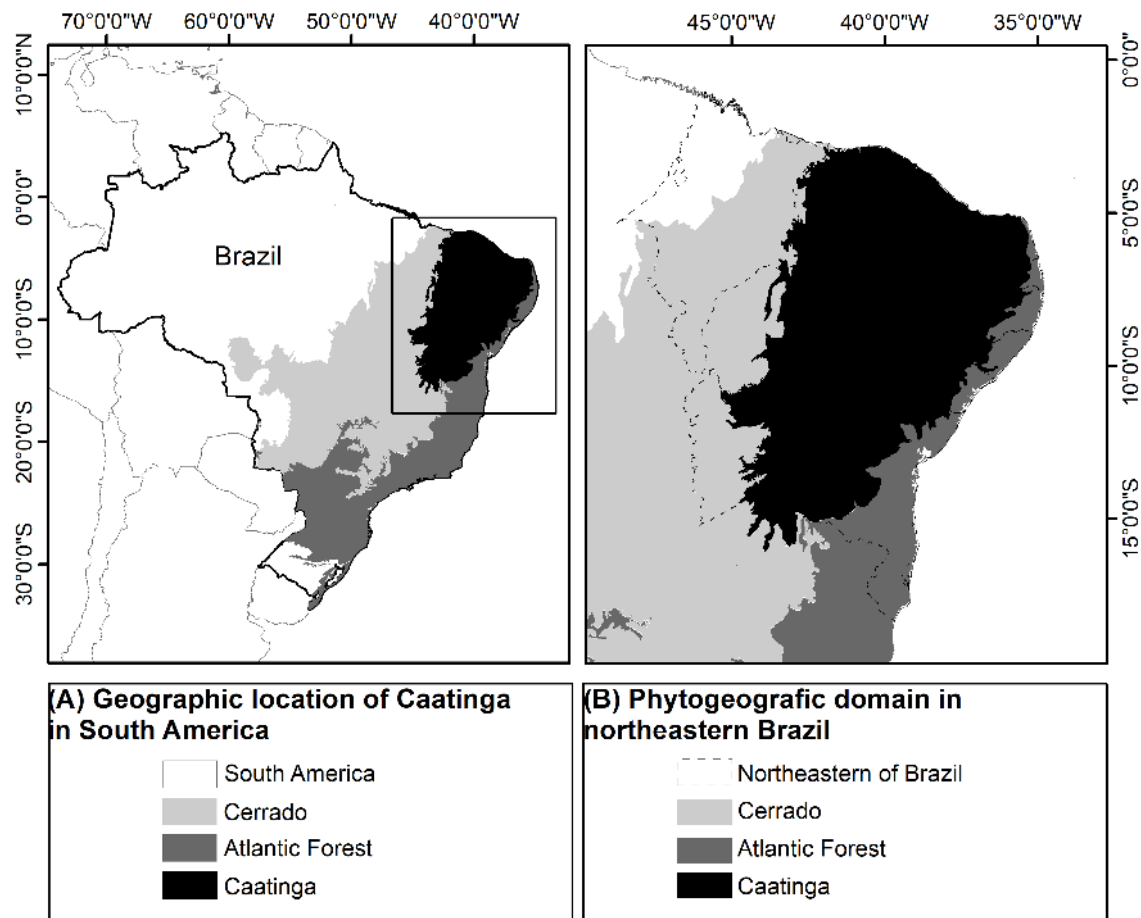 70°0'0"W 60°0'0"W 50°0'0"W 40°0'0"W
45°0'0"W 40°0'0"W 35°0'0"W
10°0'0"N
0°0'0"
10°0'0"S
20°0'0"S
30°0'0"S
Brazil
0°0'0"
5°0'0"S
10°0'0"S
15°0'0"S
(A) Geographic location of Caatinga
in South America
South America
Cerrado
Atlantic Forest
Caatinga
(B) Phytogeografic domain in
northeastern Brazil
Northeastern of Brazil
Cerrado
Atlantic Forest
Caatinga